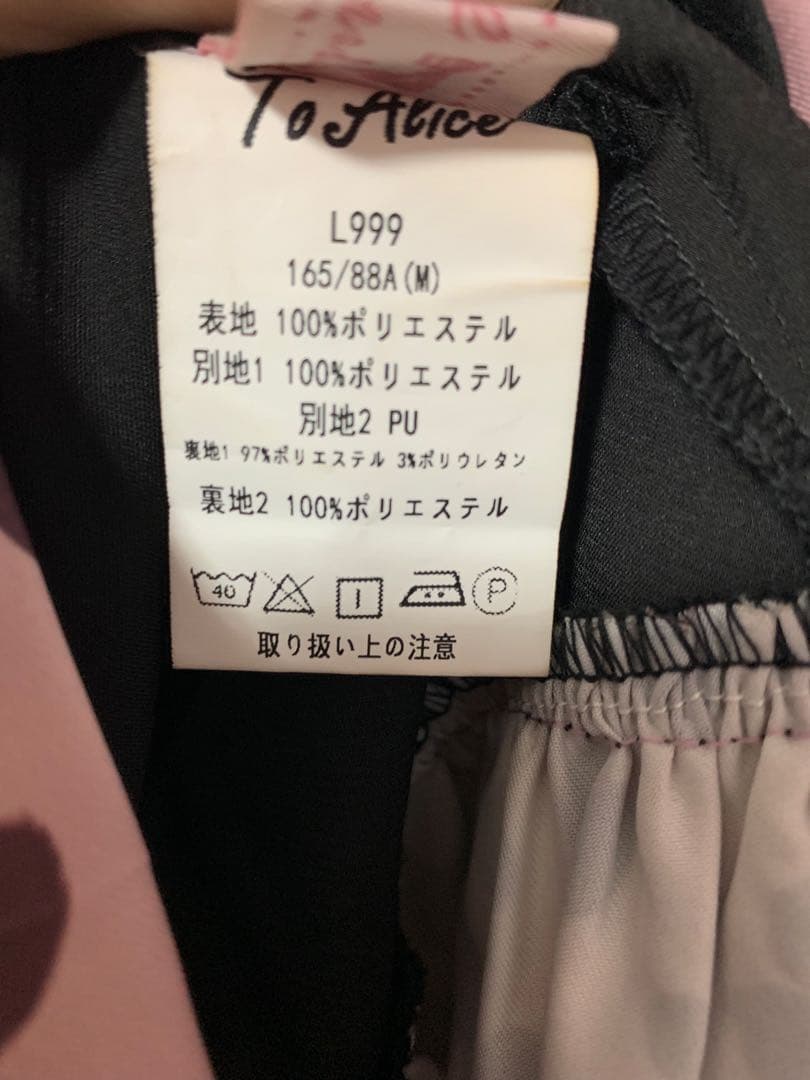 To Alice
L999
165/88A(M)
表地 100%ポリエステル
別地1 100%ポリエステル
別地2 PU
裏地1 97%ポリエステル 3%ポリウレタン
裏地2 100%ポリエステル
40 P
取り扱い上の注意